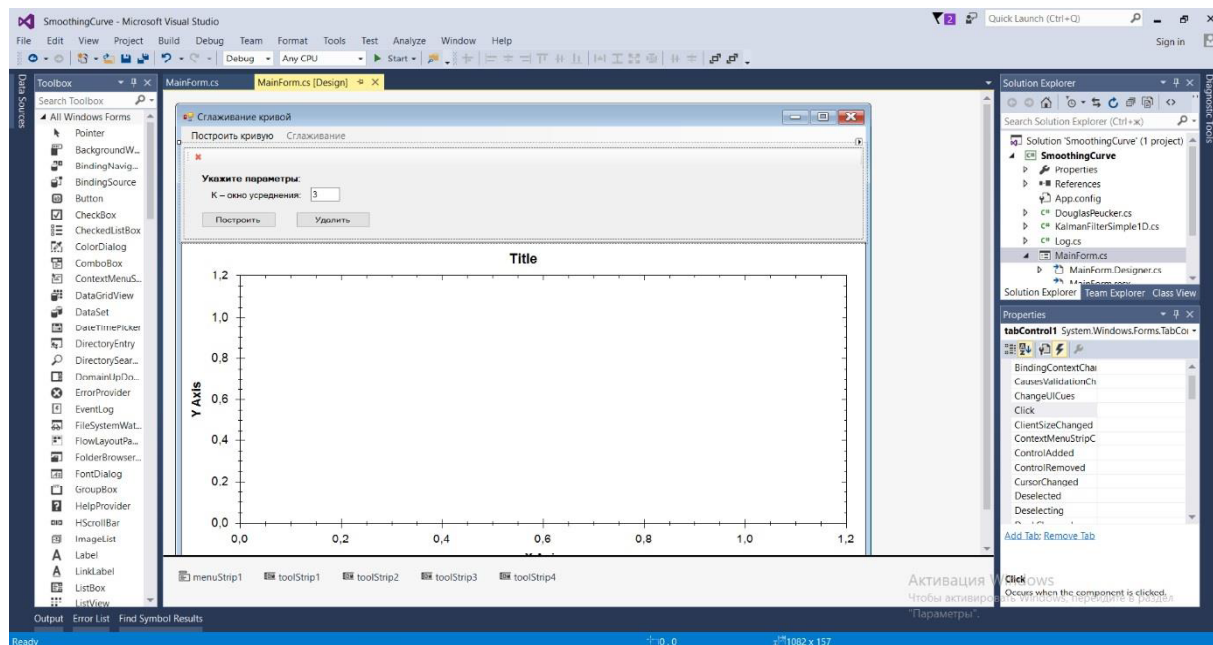 SmoothingCurve - Microsoft Visual Studio
2
Quick Launch (Ctrl+Q)
File Edit View Project Build Debug Team Format Tools Test Analyze Window Help
Sign in
Debug Any CPU Start
Data Sources
Toolbox
Search Toolbox
All Windows Forms
Pointer
BackgroundW...
BindingNavig...
BindingSource
Button
CheckBox
CheckedListBox
ColorDialog
ComboBox
ContextMenuS...
DataGridView
DataSet
DateTimePicker
DirectoryEntry
DirectorySear...
DomainUpDo...
ErrorProvider
EventLog
FileSystemWat...
FlowLayoutPa...
FolderBrowser...
FontDialog
GroupBox
HelpProvider
HScrollBar
ImageList
Label
LinkLabel
ListBox
ListView
MainForm.cs MainForm.cs [Design]
Сглаживание кривой
Построить кривую Сглаживание
Укажите параметры:
К – окно усреднения: 3
Построить Удалить
Title
Y Axis
1,2
1,0
0,8
0,6
0,4
0,2
0,0
0,0 0,2 0,4 0,6 0,8 1,0 1,2
menuStrip1 toolStrip1 toolStrip2 toolStrip3 toolStrip4
Solution Explorer
Search Solution Explorer (Ctrl+ж)
Solution 'SmoothingCurve' (1 project)
SmoothingCurve
Properties
References
App.config
DouglasPeucker.cs
KalmanFilterSimple1D.cs
Log.cs
MainForm.cs
MainForm.Designer.cs
MainForm.resx
Solution Explorer Team Explorer Class View
Diagnostic Tools
Properties
tabControl1 System.Windows.Forms.TabCo
BindingContextCha
CausesValidationCh
ChangeUICues
Click
ClientSizeChanged
ContextMenuStripC
ControlAdded
ControlRemoved
CursorChanged
Deselected
Deselecting
Add Tab; Remove Tab
Click
Occurs when the component is clicked.
Активация Windows
Чтобы активировать Windows, перейдите в раздел
"Параметры".
Output Error List Find Symbol Results
Ready
0 , 0
1082 x 157